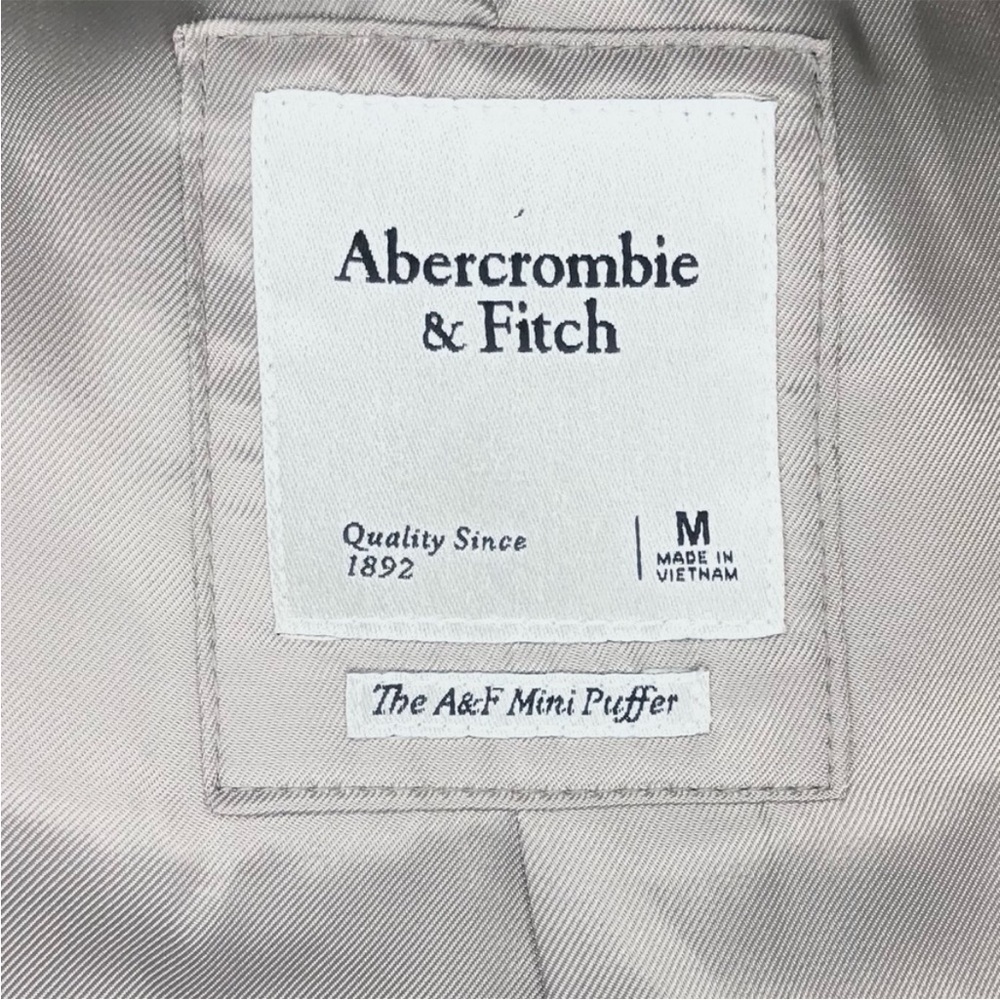 Abercrombie
& Fitch
Quality Since
1892
M
MADE IN
VIETNAM
The A&F Mini Puffer